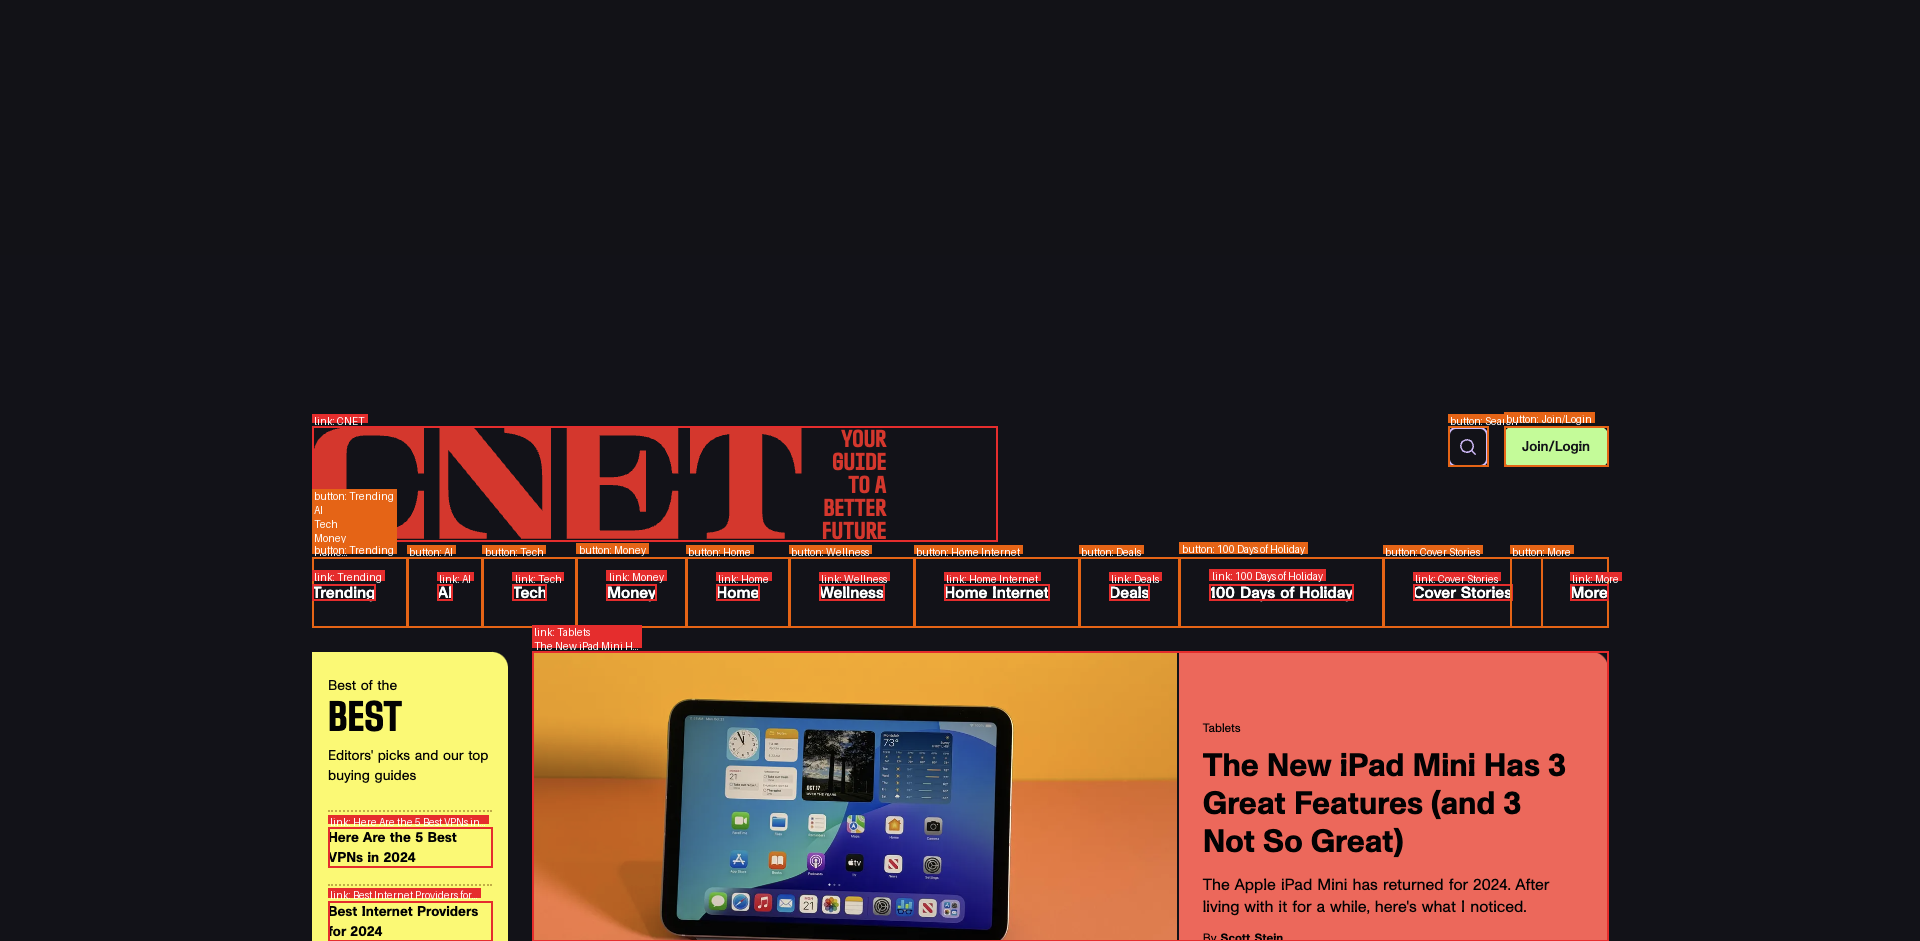 link: CNET
CNET
YOUR
GUIDE
TO A
BETTER
FUTURE
button: Join/Login
Join/Login
button: Trending
AI
Tech
Money
button: Trending
button: AI
button: Tech
button: Money
button: Home
button: Wellness
button: Home Internet
button: Deals
button: 100 Days of Holiday
button: Cover Stories
button: More
link: Trending
link: AI
link: Tech
link: Money
link: Home
link: Wellness
link: Home Internet
link: Deals
link: 100 Days of Holiday
link: Cover Stories
link: More
Trending
AI
Tech
Money
Home
Wellness
Home Internet
Deals
100 Days of Holiday
Cover Stories
More
link: Tablets
The New iPad Mini H...
Best of the
BEST
Editors' picks and our top
buying guides
link: Here Are the 5 Best VPNs in
Here Are the 5 Best
VPNs in 2024
link: Best Internet Providers for
Best Internet Providers
for 2024
Tablets
The New iPad Mini Has 3
Great Features (and 3
Not So Great)
The Apple iPad Mini has returned for 2024. After
living with it for a while, here's what I noticed.
By Scott Stein